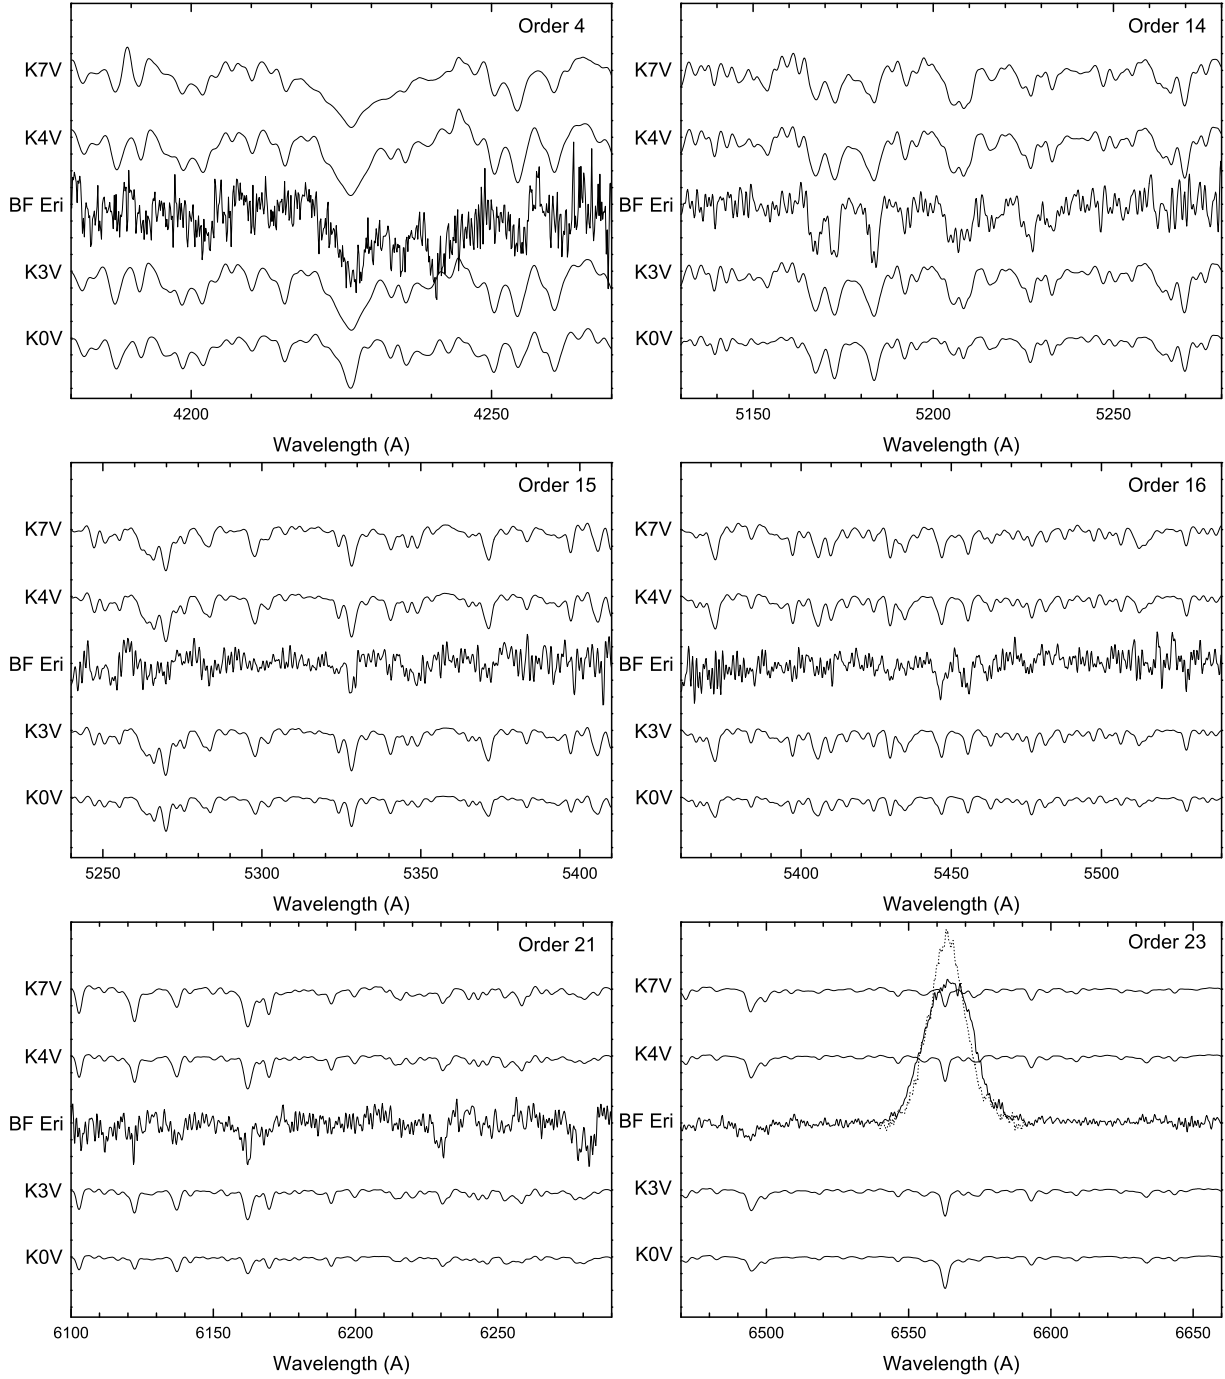 Order 4
K7V
K4V
BF Eri
K3V
K0V
4200 4250
Wavelength (A)
Order 14
K7V
K4V
BF Eri
K3V
K0V
5150 5200 5250
Wavelength (A)
Order 15
K7V
K4V
BF Eri
K3V
K0V
5250 5300 5350 5400
Wavelength (A)
Order 16
K7V
K4V
BF Eri
K3V
K0V
5400 5450 5500
Wavelength (A)
Order 21
K7V
K4V
BF Eri
K3V
K0V
6100 6150 6200 6250
Wavelength (A)
Order 23
K7V
K4V
BF Eri
K3V
K0V
6500 6550 6600 6650
Wavelength (A)